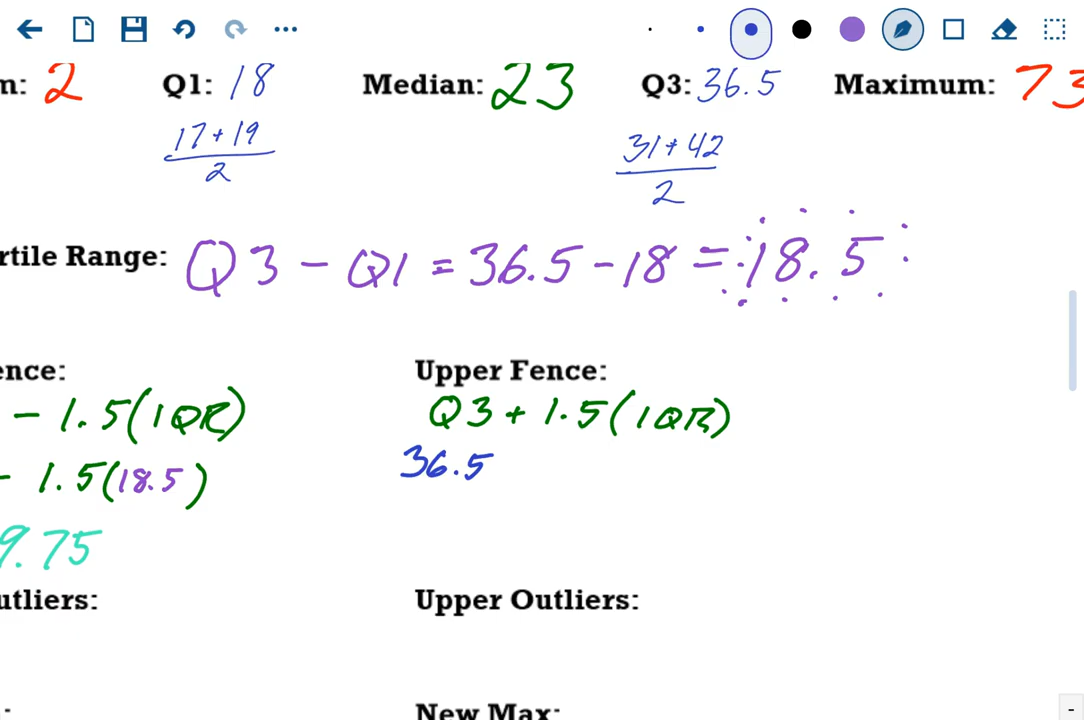 m: 2 Q1: 18 Median: 23 Q3: 36.5 Maximum: 73
17 + 19 31 + 42
2 2
rtile Range: Q3 - Q1 = 36.5 - 18 = 18.5
ence: Upper Fence:
- 1.5(IQR) Q3 + 1.5(IQR)
- 1.5(18.5) 36.5
9.75
utliers: Upper Outliers:
: New Max: